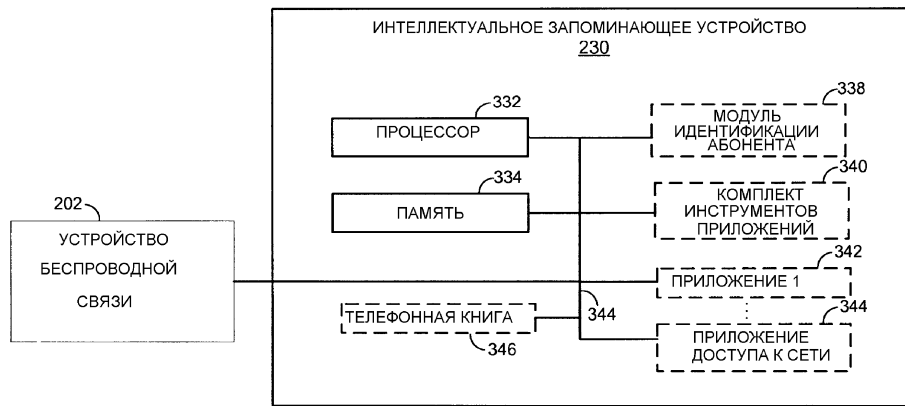 ИНТЕЛЛЕКТУАЛЬНОЕ ЗАПОМИНАЮЩЕЕ УСТРОЙСТВО
230
332
ПРОЦЕССОР
338
МОДУЛЬ
ИДЕНТИФИКАЦИИ
АБОНЕНТА
334
ПАМЯТЬ
340
КОМПЛЕКТ
ИНСТРУМЕНТОВ
ПРИЛОЖЕНИЙ
202
УСТРОЙСТВО
БЕСПРОВОДНОЙ
СВЯЗИ
342
ПРИЛОЖЕНИЕ 1
344
ТЕЛЕФОННАЯ КНИГА
346
344
ПРИЛОЖЕНИЕ
ДОСТУПА К СЕТИ